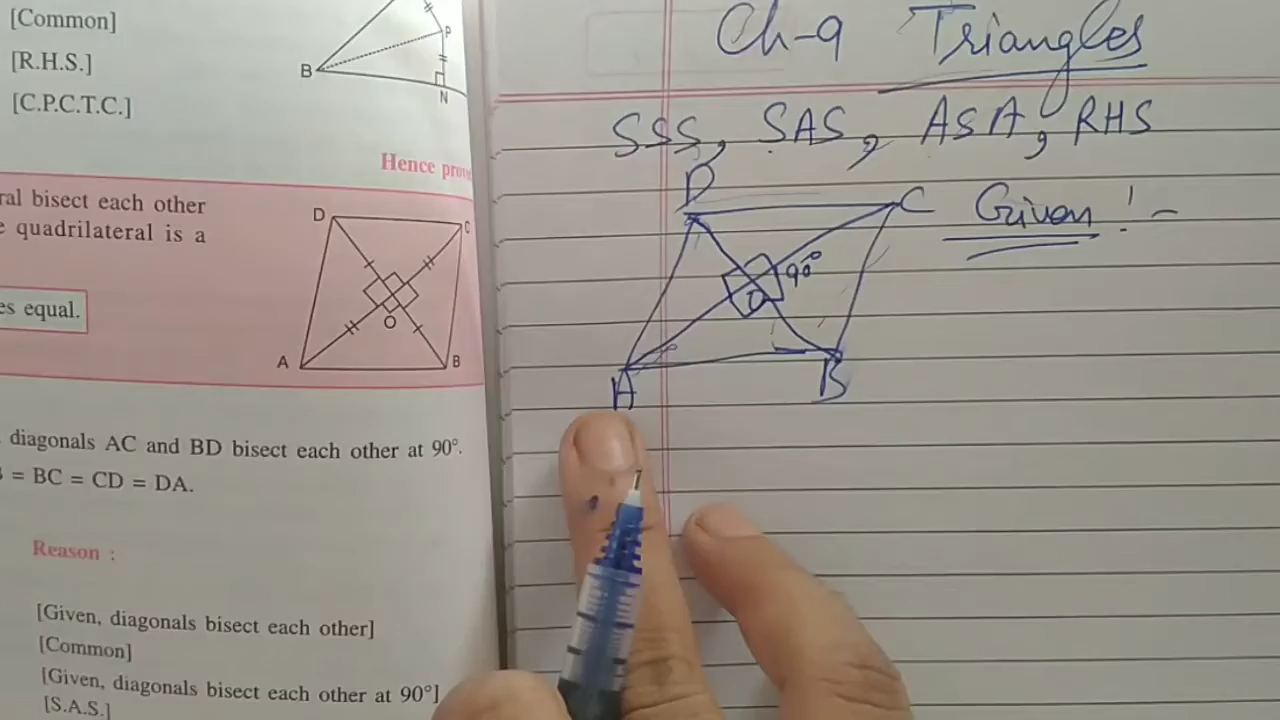 [Common]
[R.H.S.]
[C.P.C.T.C.]
B
P
N
Hence prov
ral bisect each other
e quadrilateral is a
es equal.
D
C
O
A
B
diagonals AC and BD bisect each other at 90°.
= BC = CD = DA.
Reason :
[Given, diagonals bisect each other]
[Common]
[Given, diagonals bisect each other at 90°]
[S.A.S.]
Ch-9 Triangles
SSS, SAS, ASA, RHS
D
C
Given :-
90°
O
A
B